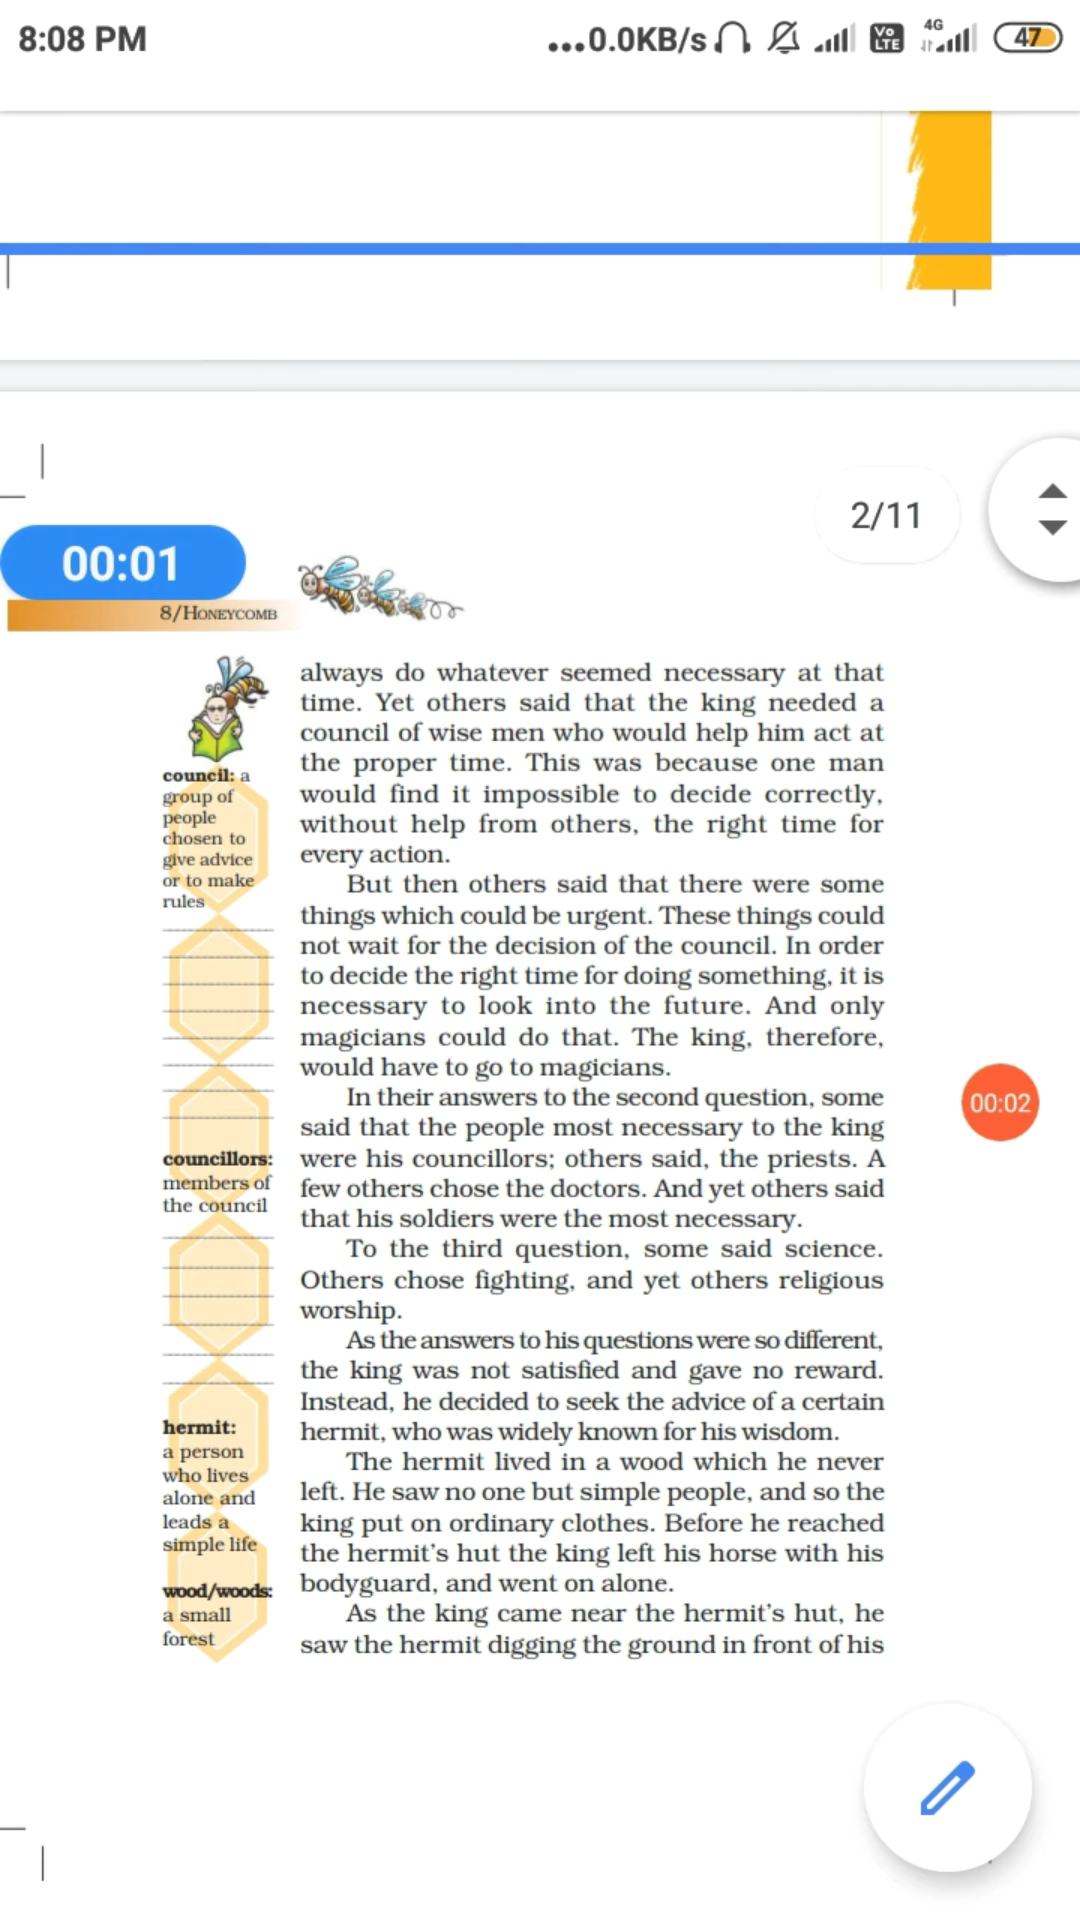 8:08 PM
...0.0KB/s
Vo
LTE
4G
47
2/11
00:01
8/HONEYCOMB
always do whatever seemed necessary at that
time. Yet others said that the king needed a
council of wise men who would help him act at
the proper time. This was because one man
would find it impossible to decide correctly,
without help from others, the right time for
every action.
But then others said that there were some
things which could be urgent. These things could
not wait for the decision of the council. In order
to decide the right time for doing something, it is
necessary to look into the future. And only
magicians could do that. The king, therefore,
would have to go to magicians.
In their answers to the second question, some
said that the people most necessary to the king
were his councillors; others said, the priests. A
few others chose the doctors. And yet others said
that his soldiers were the most necessary.
To the third question, some said science.
Others chose fighting, and yet others religious
worship.
As the answers to his questions were so different,
the king was not satisfied and gave no reward.
Instead, he decided to seek the advice of a certain
hermit, who was widely known for his wisdom.
The hermit lived in a wood which he never
left. He saw no one but simple people, and so the
king put on ordinary clothes. Before he reached
the hermit's hut the king left his horse with his
bodyguard, and went on alone.
As the king came near the hermit's hut, he
saw the hermit digging the ground in front of his
council: a
group of
people
chosen to
give advice
or to make
rules
councillors:
members of
the council
hermit:
a person
who lives
alone and
leads a
simple life
wood/woods:
a small
forest
00:02